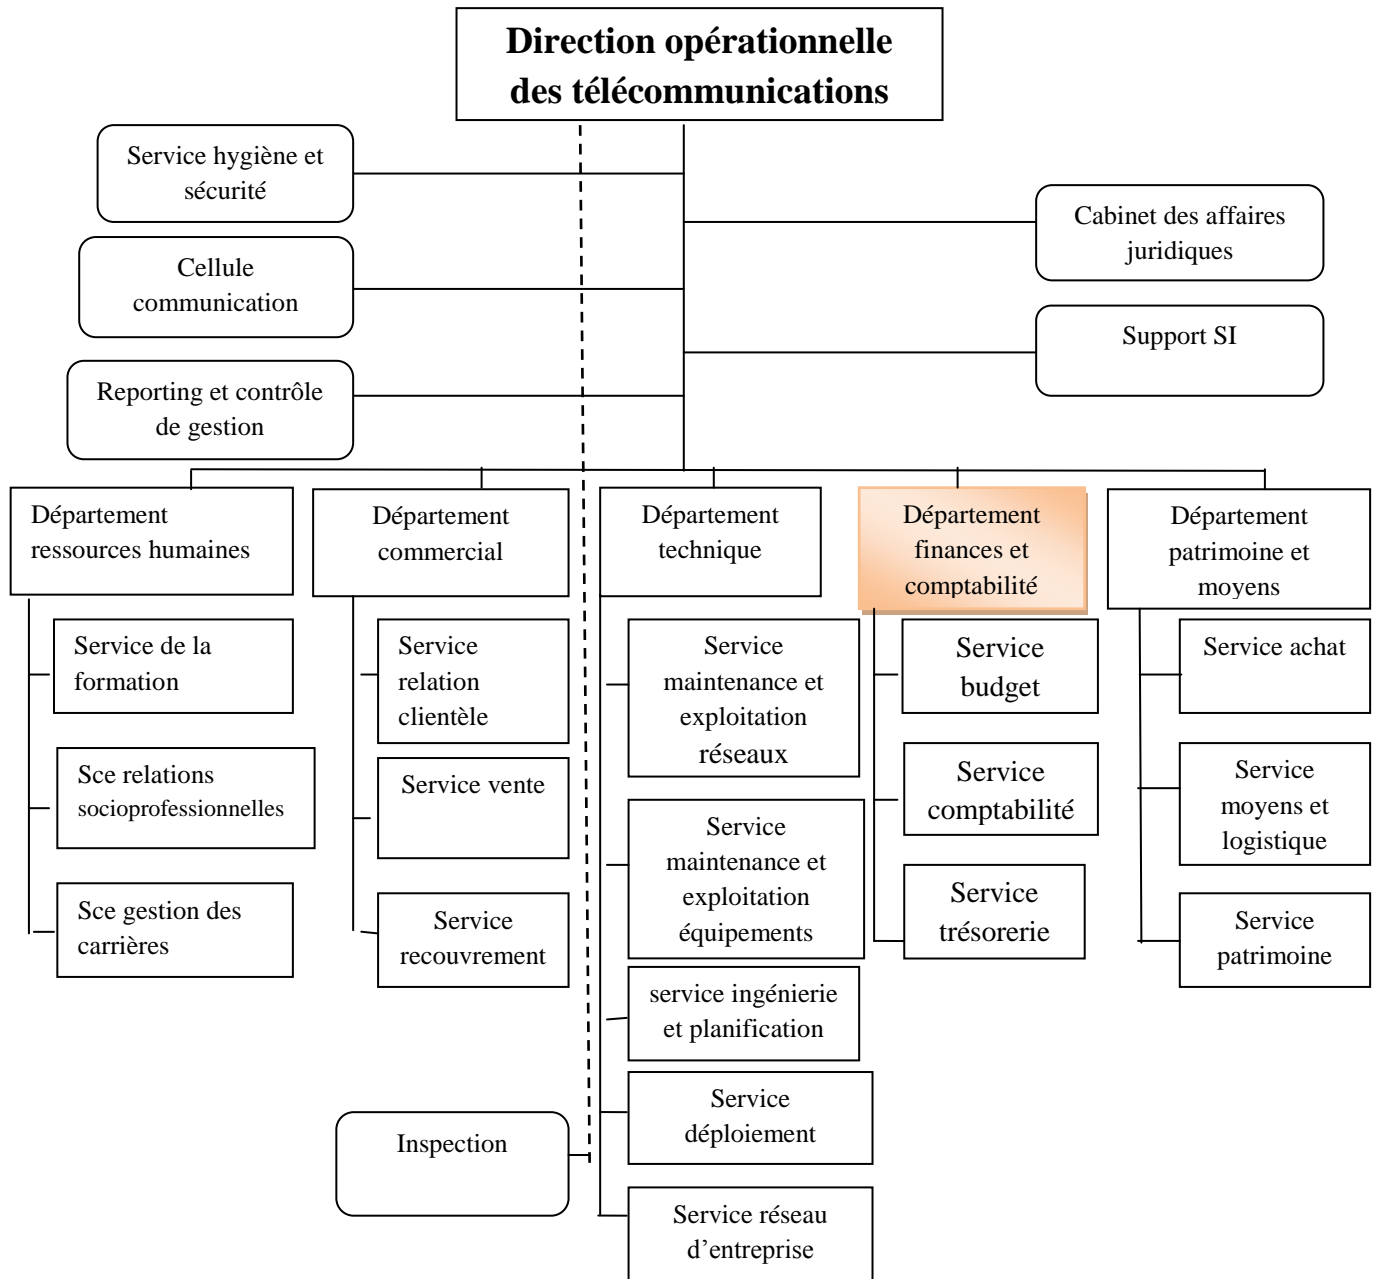 Direction opérationnelle
des télécommunications
Service hygiène et
sécurité
Cabinet des affaires
juridiques
Cellule
communication
Support SI
Reporting et contrôle
de gestion
Département
ressources humaines
Département
commercial
Département
technique
Département
finances et
comptabilité
Département
patrimoine et
moyens
Service de la
formation
Sce relations
socioprofessionnelles
Sce gestion des
carrières
Service
relation
clientèle
Service vente
Service
recouvrement
Service
maintenance et
exploitation
réseaux
Service
maintenance et
exploitation
équipements
service ingénierie
et planification
Service
déploiement
Service réseau
d’entreprise
Service
budget
Service
comptabilité
Service
trésorerie
Service achat
Service
moyens et
logistique
Service
patrimoine
Inspection